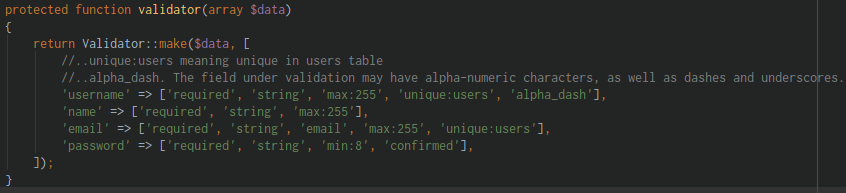 protected function validator(array $data)
{
    return Validator::make($data, [
        //..unique:users meaning unique in users table
        //..alpha_dash. The field under validation may have alpha-numeric characters, as well as dashes and underscores.
        'username' => ['required', 'string', 'max:255', 'unique:users', 'alpha_dash'],
        'name' => ['required', 'string', 'max:255'],
        'email' => ['required', 'string', 'email', 'max:255', 'unique:users'],
        'password' => ['required', 'string', 'min:8', 'confirmed'],
    ]);
}